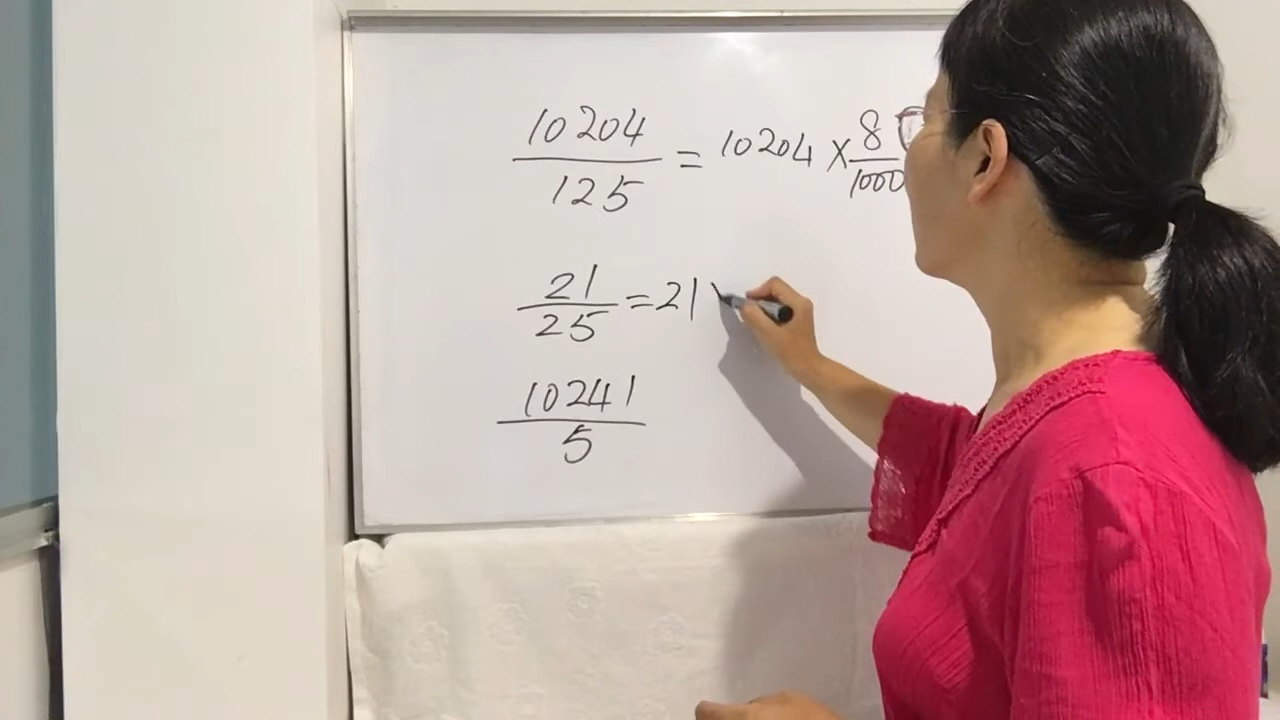 10204/125 = 10204 × 8/1000
21/25 = 21
10241/5